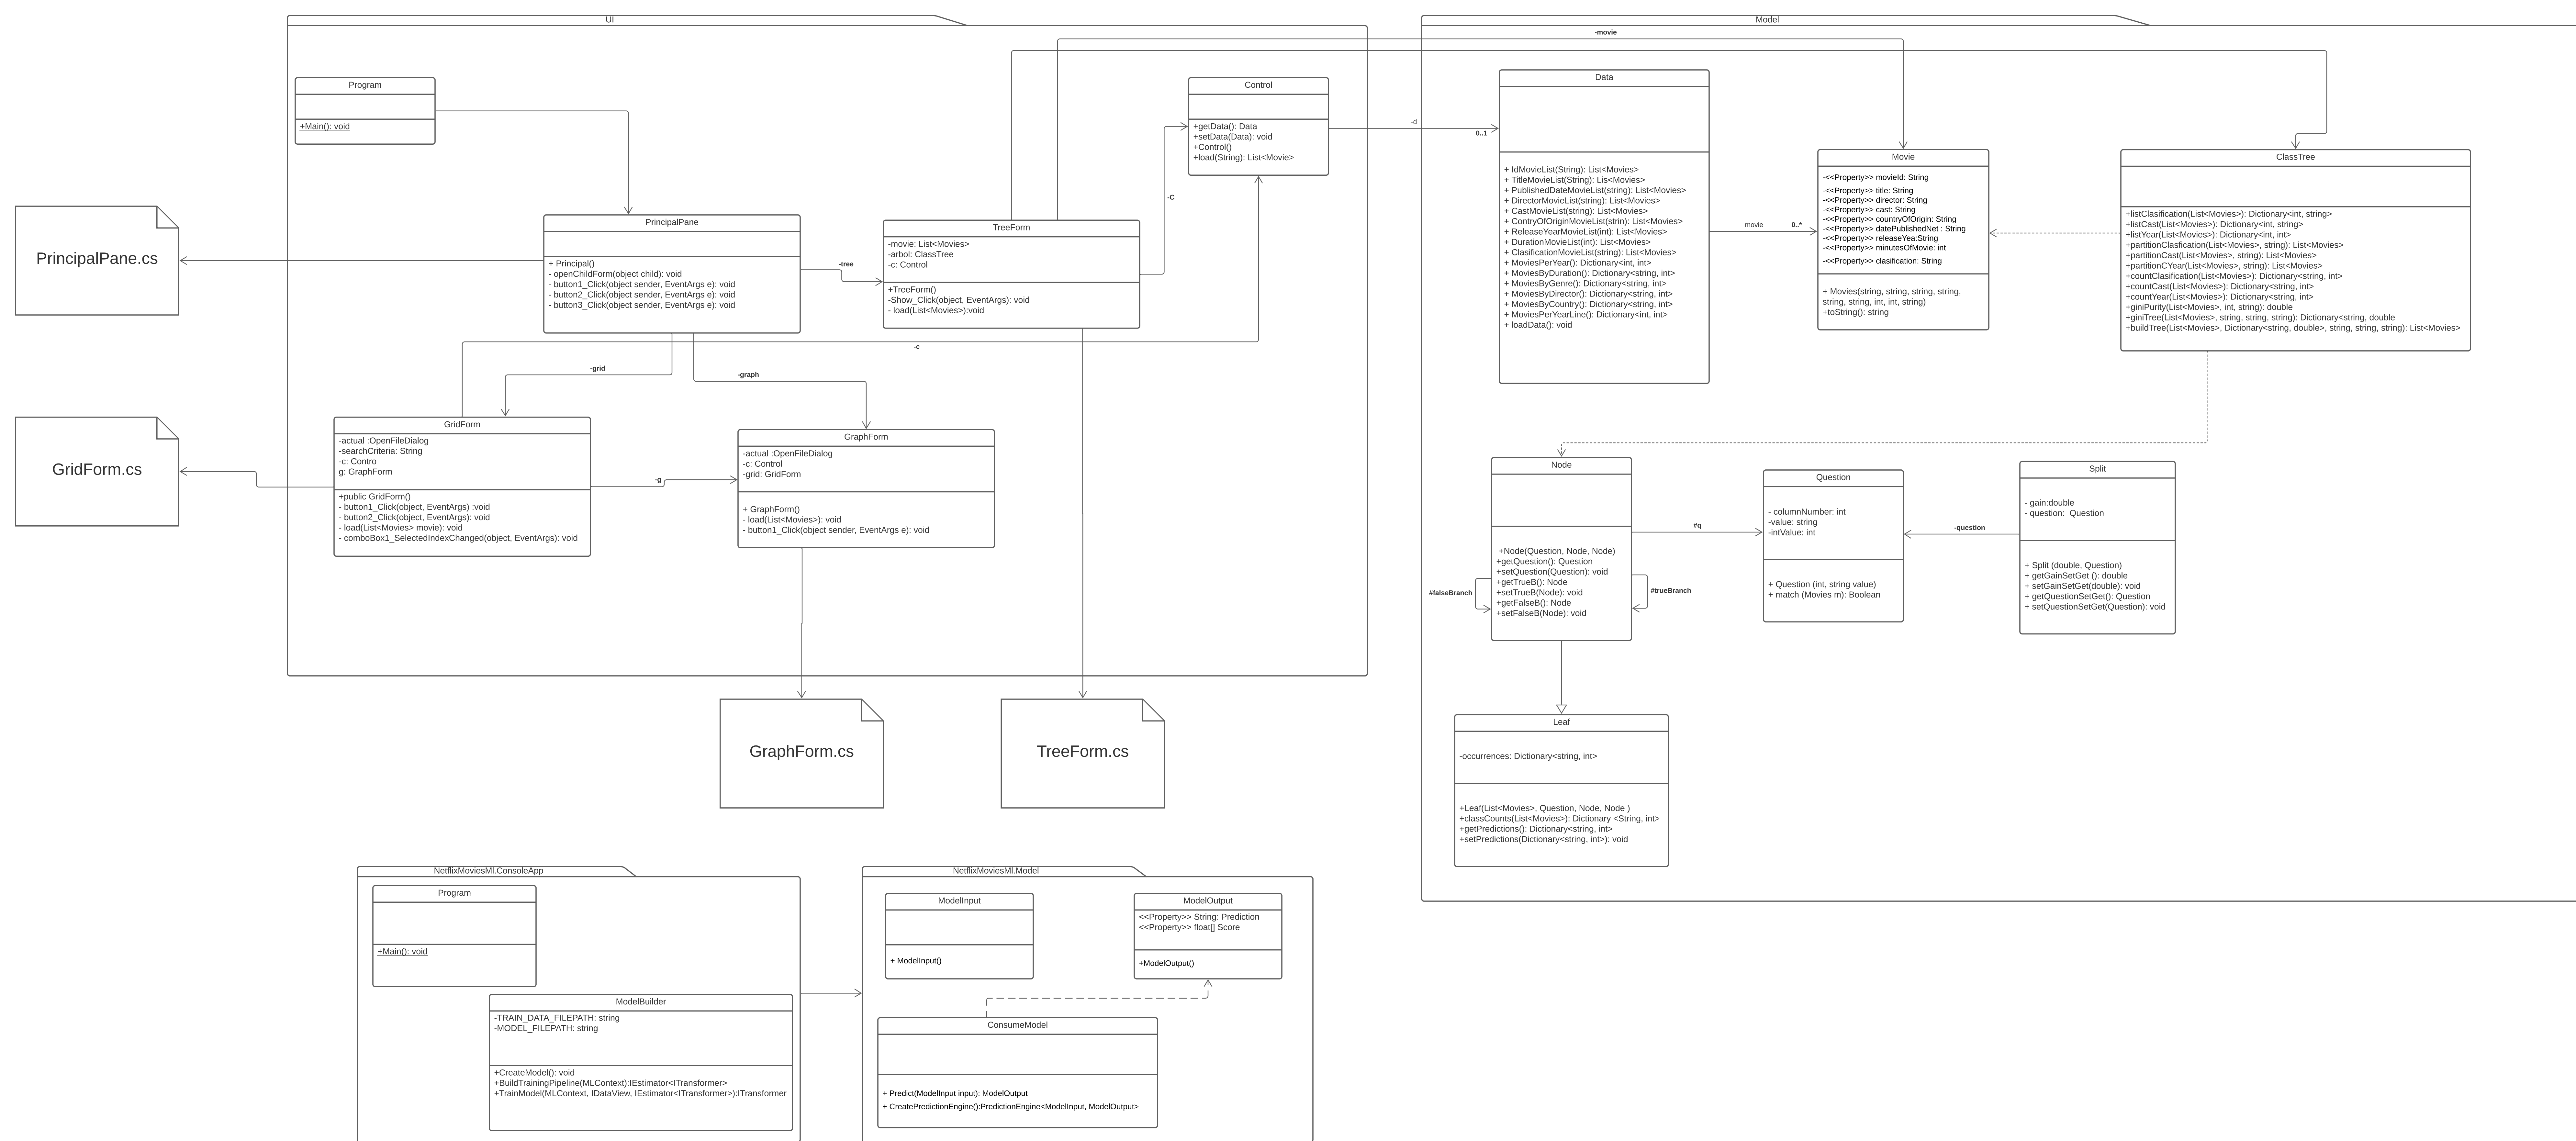 UI
Program
+Main(): void
Control
+getData(): Data
+setData(Data): void
+Control()
+load(String): List<Movie>
PrincipalPane
+ Principal()
- openChildForm(object child): void
- button1_Click(object sender, EventArgs e): void
- button2_Click(object sender, EventArgs e): void
- button3_Click(object sender, EventArgs e): void
TreeForm
-movie: List<Movies>
-arbol: ClassTree
-c: Control
+TreeForm()
-Show_Click(object, EventArgs): void
- load(List<Movies>):void
-tree
-C
-c
-grid
-graph
PrincipalPane.cs
GridForm
-actual :OpenFileDialog
-searchCriteria: String
-c: Contro
g: GraphForm
+public GridForm()
- button1_Click(object, EventArgs) :void
- button2_Click(object, EventArgs): void
- load(List<Movies> movie): void
- comboBox1_SelectedIndexChanged(object, EventArgs): void
-g
GraphForm
-actual :OpenFileDialog
-c: Control
-grid: GridForm
+ GraphForm()
- load(List<Movies>): void
- button1_Click(object sender, EventArgs e): void
GridForm.cs
GraphForm.cs
TreeForm.cs
Model
-movie
-d
0..1
Data
+ IdMovieList(String): List<Movies>
+ TitleMovieList(String): Lis<Movies>
+ PublishedDateMovieList(string): List<Movies>
+ DirectorMovieList(string): List<Movies>
+ CastMovieList(string): List<Movies>
+ ContryOfOriginMovieList(strin): List<Movies>
+ ReleaseYearMovieList(int): List<Movies>
+ DurationMovieList(int): List<Movies>
+ ClasificationMovieList(string): List<Movies>
+ MoviesPerYear(): Dictionary<int, int>
+ MoviesByDuration(): Dictionary<string, int>
+ MoviesByGenre(): Dictionary<string, int>
+ MoviesByDirector(): Dictionary<string, int>
+ MoviesByCountry(): Dictionary<string, int>
+ MoviesPerYearLine(): Dictionary<int, int>
+ loadData(): void
movie
0..*
Movie
-<<Property>> movieId: String
-<<Property>> title: String
-<<Property>> director: String
-<<Property>> cast: String
-<<Property>> countryOfOrigin: String
-<<Property>> datePublishedNet : String
-<<Property>> releaseYea:String
-<<Property>> minutesOfMovie: int
-<<Property>> clasification: String
+ Movies(string, string, string, string,
string, string, int, int, string)
+toString(): string
ClassTree
+listClasification(List<Movies>): Dictionary<int, string>
+listCast(List<Movies>): Dictionary<int, string>
+listYear(List<Movies>): Dictionary<int, int>
+partitionClasfication(List<Movies>, string): List<Movies>
+partitionCast(List<Movies>, string): List<Movies>
+partitionCYear(List<Movies>, string): List<Movies>
+countClasification(List<Movies>): Dictionary<string, int>
+countCast(List<Movies>): Dictionary<string, int>
+countYear(List<Movies>): Dictionary<string, int>
+giniPurity(List<Movies>, int, string): double
+giniTree(List<Movies>, string, string, string): Dictionary<string, double
+buildTree(List<Movies>, Dictionary<string, double>, string, string, string): List<Movies>
Node
+Node(Question, Node, Node)
+getQuestion(): Question
+setQuestion(Question): void
+getTrueB(): Node
+setTrueB(Node): void
+getFalseB(): Node
+setFalseB(Node): void
#falseBranch
#trueBranch
#q
Question
- columnNumber: int
-value: string
-intValue: int
+ Question (int, string value)
+ match (Movies m): Boolean
-question
Split
- gain:double
- question:  Question
+ Split (double, Question)
+ getGainSetGet (): double
+ setGainSetGet(double): void
+ getQuestionSetGet(): Question
+ setQuestionSetGet(Question): void
Leaf
-occurrences: Dictionary<string, int>
+Leaf(List<Movies>, Question, Node, Node )
+classCounts(List<Movies>): Dictionary <String, int>
+getPredictions(): Dictionary<string, int>
+setPredictions(Dictionary<string, int>): void
NetflixMoviesMl.ConsoleApp
Program
+Main(): void
ModelBuilder
-TRAIN_DATA_FILEPATH: string
-MODEL_FILEPATH: string
+CreateModel(): void
+BuildTrainingPipeline(MLContext):IEstimator<ITransformer>
+TrainModel(MLContext, IDataView, IEstimator<ITransformer>):ITransformer
NetflixMoviesMl.Model
ModelInput
+ ModelInput()
ModelOutput
<<Property>> String: Prediction
<<Property>> float[] Score
+ModelOutput()
ConsumeModel
+ Predict(ModelInput input): ModelOutput
+ CreatePredictionEngine():PredictionEngine<ModelInput, ModelOutput>